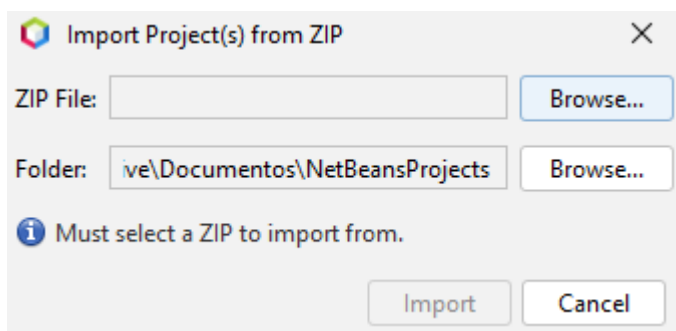 Import Project(s) from ZIP
ZIP File: Browse...
Folder: ve\Documentos\NetBeansProjects Browse...
Must select a ZIP to import from.
Import Cancel